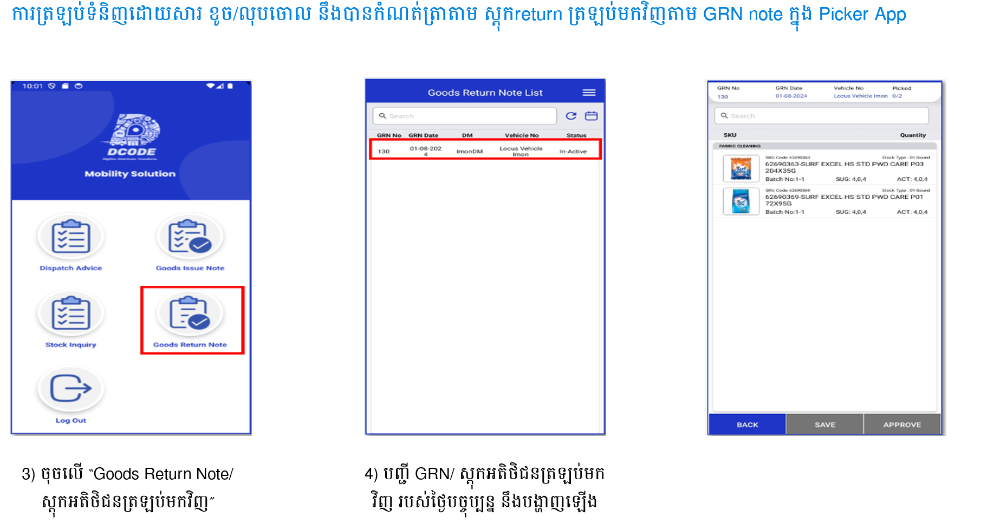 ការត្រឡប់ទំនិញដោយសារ ខូច/លុបចោល នឹងបានកំណត់ត្រាតាម ស្តុកreturn ត្រឡប់មកវិញតាម GRN note ក្នុង Picker App
10:01
DCODE
Mobility Solution
Dispatch Advice
Goods Issue Note
Stock Inquiry
Goods Return Note
Log Out
Goods Return Note List
Search
GRN No GRN Date DM Vehicle No Status
130 01-08-202 ImonDM Locus Vehicle In-Active
4 Imon
GRN No GRN Date Vehicle No Picked
130 01-08-2024 Locus Vehicle Imon 0/2
Search
SKU Quantity
FABRIC CLEANING
SKU Code: 62690363 Stock Type : 01-Sound
62690363-SURF EXCEL HS STD PWD CARE P03
204X35G
Batch No:1-1 SUG: 4,0,4 ACT: 4,0,4
SKU Code: 62690369 Stock Type : 01-Sound
62690369-SURF EXCEL HS STD PWD CARE P01
72X95G
Batch No:1-1 SUG: 4,0,4 ACT: 4,0,4
BACK SAVE APPROVE
3) ចុចលើ “Goods Return Note/
ស្តុកអតិថិជនត្រឡប់មកវិញ”
4) បញ្ជី GRN/ ស្តុកអតិថិជនត្រឡប់មក
វិញ របស់ថ្ងៃបច្ចុប្បន្ន នឹងបង្ហាញឡើង